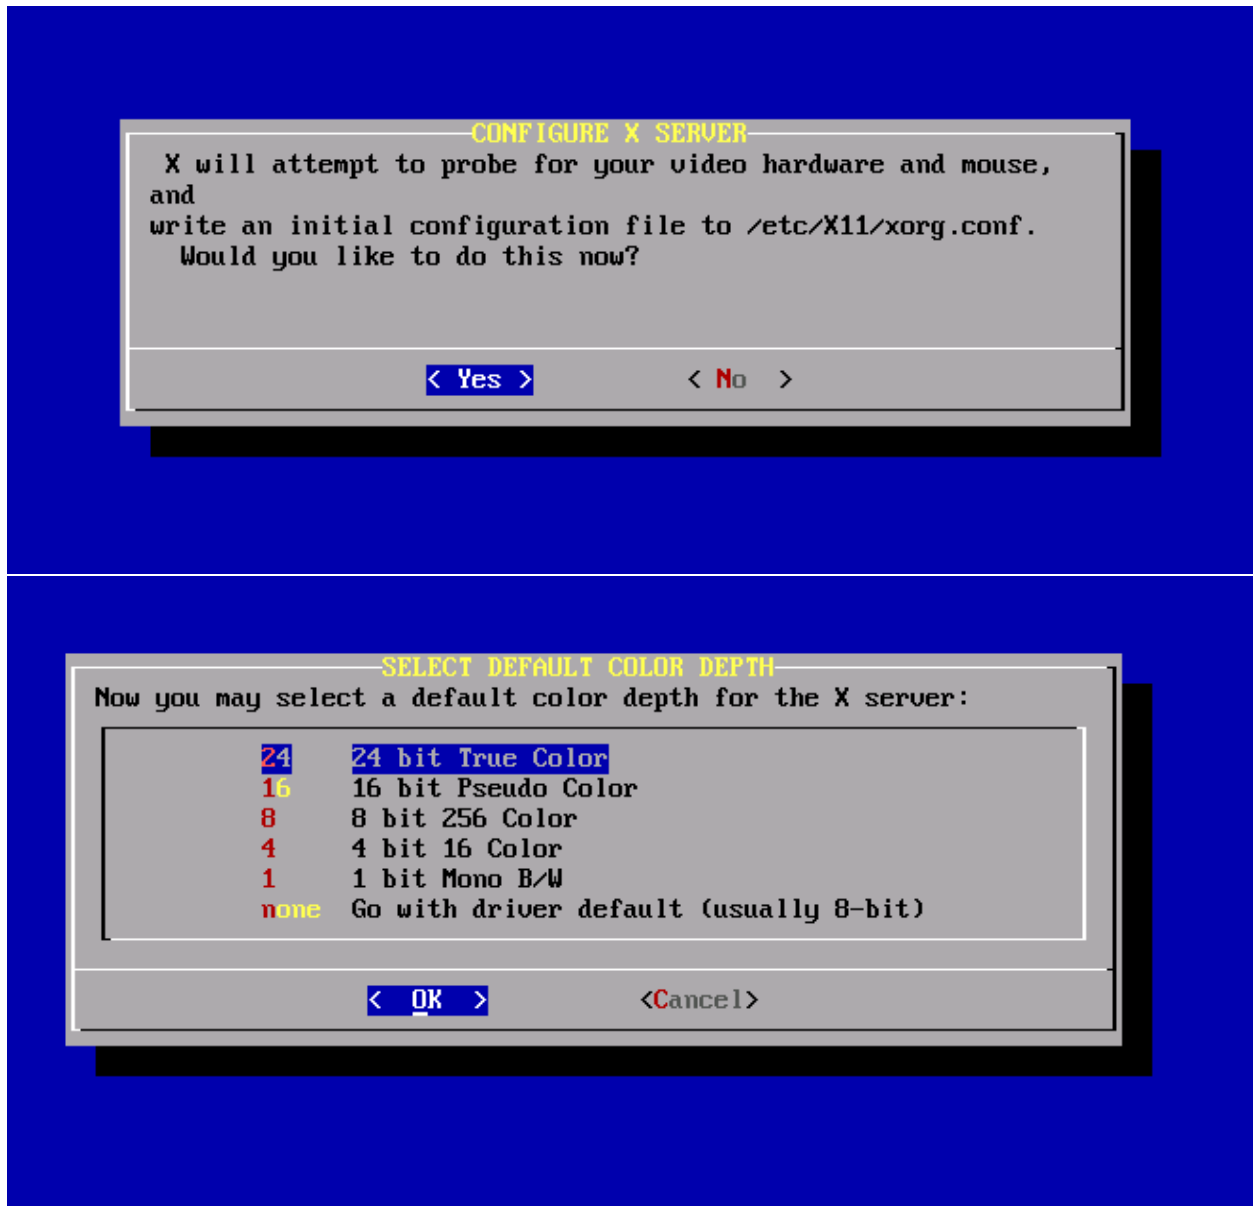 CONFIGURE X SERVER
X will attempt to probe for your video hardware and mouse,
and
write an initial configuration file to /etc/X11/xorg.conf.
Would you like to do this now?
< Yes > < No >
SELECT DEFAULT COLOR DEPTH
Now you may select a default color depth for the X server:
24 24 bit True Color
16 16 bit Pseudo Color
8 8 bit 256 Color
4 4 bit 16 Color
1 1 bit Mono B/W
none Go with driver default (usually 8-bit)
< OK > <Cancel>